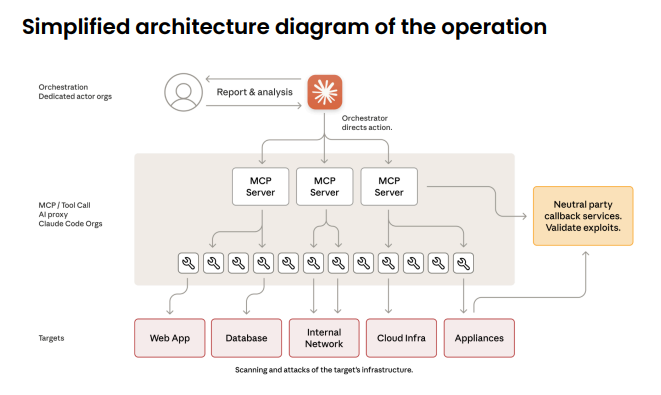 Simplified architecture diagram of the operation
Orchestration
Dedicated actor orgs
Report & analysis
Orchestrator
directs action.
MCP / Tool Call
AI proxy
Claude Code Orgs
MCP
Server
MCP
Server
MCP
Server
Neutral party
callback services.
Validate exploits.
Targets
Web App
Database
Internal
Network
Cloud Infra
Appliances
Scanning and attacks of the target's infrastructure.